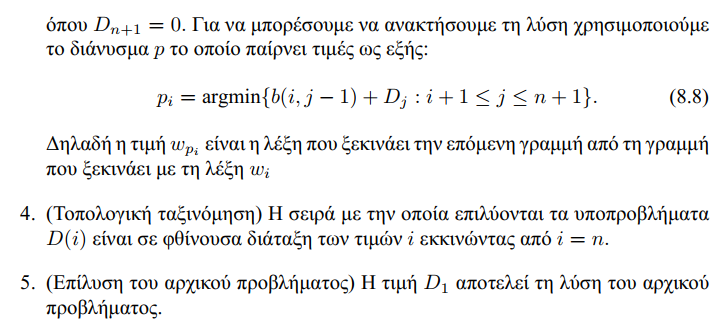 όπου D_{n+1} = 0. Για να μπορέσουμε να ανακτήσουμε τη λύση χρησιμοποιούμε
το διάνυσμα p το οποίο παίρνει τιμές ως εξής:
p_i = argmin{b(i, j − 1) + D_j : i + 1 ≤ j ≤ n + 1}. (8.8)
Δηλαδή η τιμή w_{p_i} είναι η λέξη που ξεκινάει την επόμενη γραμμή από τη γραμμή
που ξεκινάει με τη λέξη w_i
4. (Τοπολογική ταξινόμηση) Η σειρά με την οποία επιλύονται τα υποπροβλήματα
D(i) είναι σε φθίνουσα διάταξη των τιμών i εκκινώντας από i = n.
5. (Επίλυση του αρχικού προβλήματος) Η τιμή D_1 αποτελεί τη λύση του αρχικού
προβλήματος.